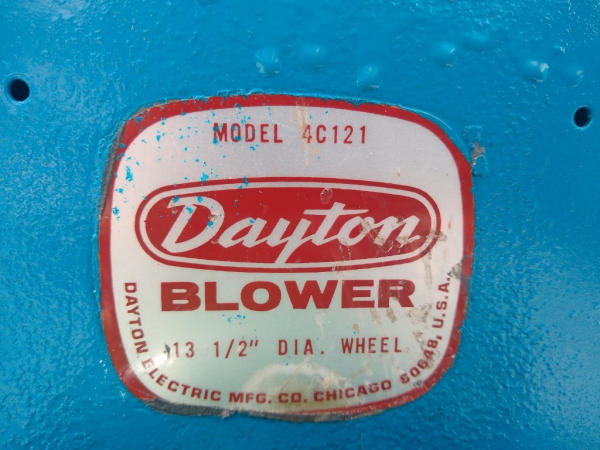 MODEL 4C121
Dayton
BLOWER
13 1/2" DIA. WHEEL
DAYTON ELECTRIC MFG. CO. CHICAGO 60648, U.S.A.